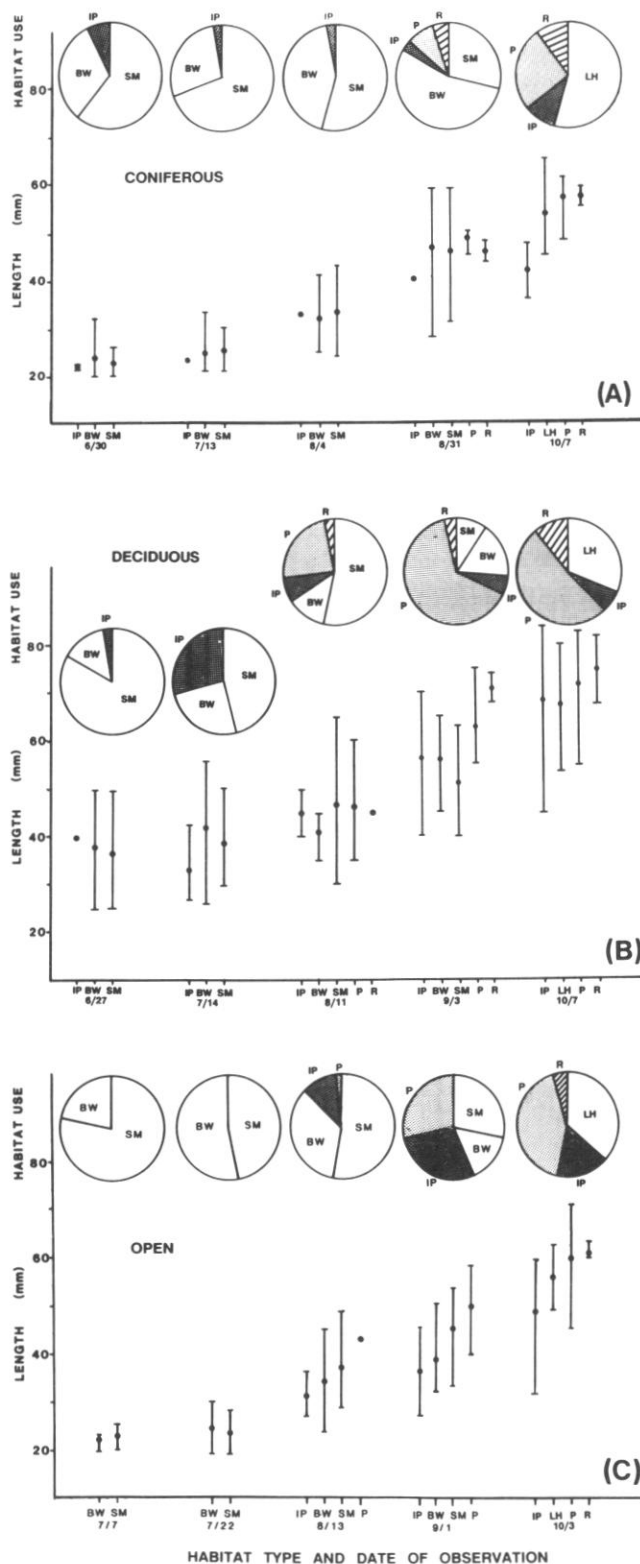 HABITAT USE
LENGTH (mm)
80
60
40
20
IP BW SM
IP BW SM
IP BW SM
IP P R SM BW
R P IP LH
CONIFEROUS
(A)
IP BW SM IP BW SM IP BW SM IP BW SM P R IP LH P R
6/30 7/13 8/4 8/31 10/7
HABITAT USE
LENGTH (mm)
80
60
40
20
DECIDUOUS
IP BW SM
IP BW SM
R P IP BW SM
R SM BW IP P
R P LH IP
(B)
IP BW SM IP BW SM IP BW SM P R IP BW SM P R IP LH P R
6/27 7/14 8/11 9/3 10/7
HABITAT USE
LENGTH (mm)
80
60
40
20
BW SM
BW SM
IP P BW SM
P SM BW IP
R P LH IP
OPEN
(C)
BW SM BW SM IP BW SM P IP BW SM P IP LH P R
7/7 7/22 8/13 9/1 10/3
HABITAT TYPE AND DATE OF OBSERVATION